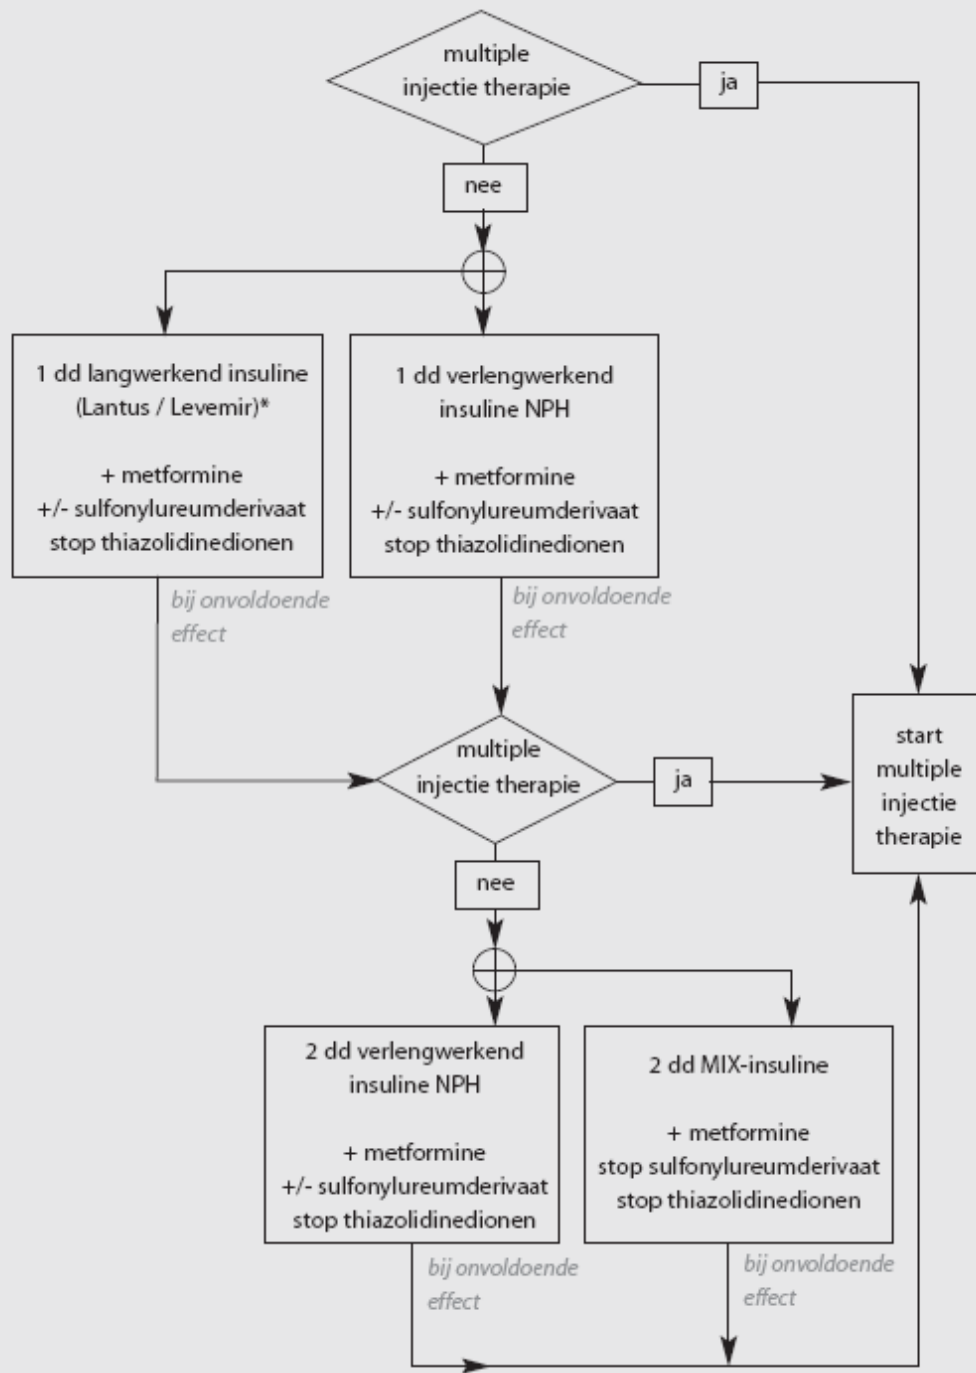 multiple
injectie therapie
ja
nee
1 dd langwerkend insuline
(Lantus / Levemir)*
+ metformine
+/- sulfonylureumderivaat
stop thiazolidinedionen
1 dd verlengwerkend
insuline NPH
+ metformine
+/- sulfonylureumderivaat
stop thiazolidinedionen
bij onvoldoende
effect
bij onvoldoende
effect
multiple
injectie therapie
ja
start
multiple
injectie
therapie
nee
2 dd verlengwerkend
insuline NPH
+ metformine
+/- sulfonylureumderivaat
stop thiazolidinedionen
2 dd MIX-insuline
+ metformine
stop sulfonylureumderivaat
stop thiazolidinedionen
bij onvoldoende
effect
bij onvoldoende
effect